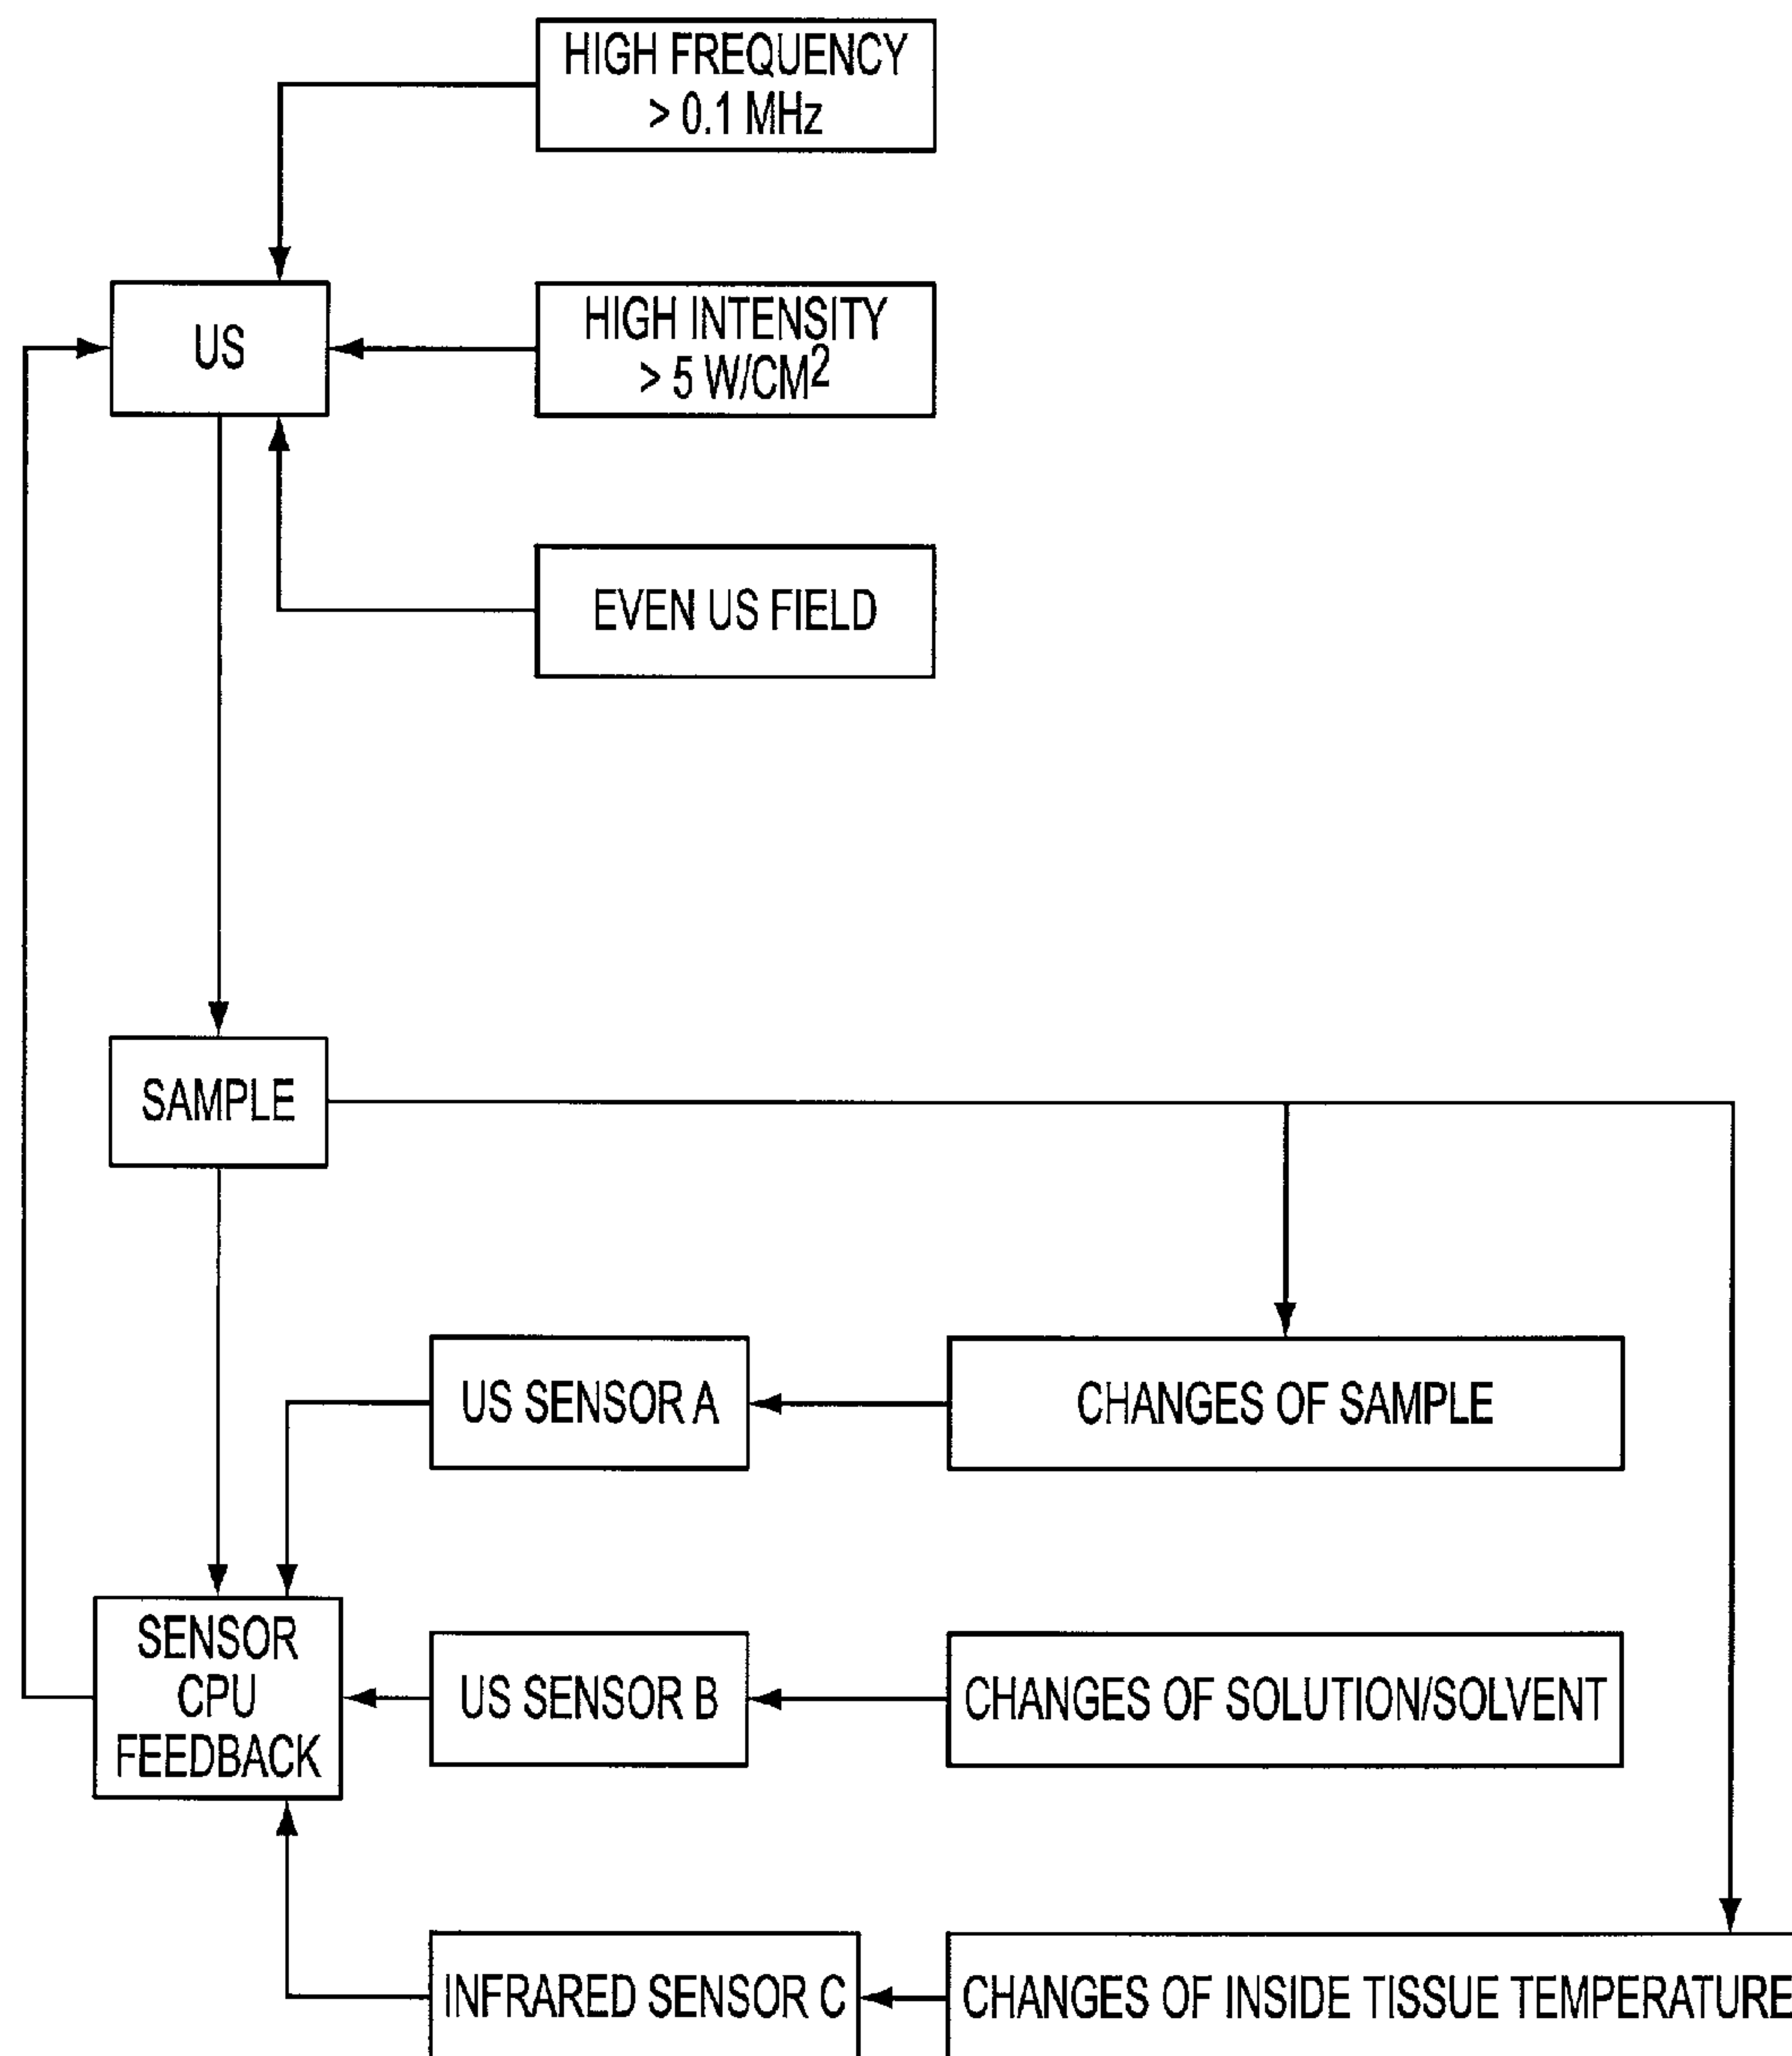 HIGH FREQUENCY
> 0.1 MHz
US
HIGH INTENSITY
> 5 W/CM²
EVEN US FIELD
SAMPLE
US SENSOR A
CHANGES OF SAMPLE
SENSOR
CPU
FEEDBACK
US SENSOR B
CHANGES OF SOLUTION/SOLVENT
INFRARED SENSOR C
CHANGES OF INSIDE TISSUE TEMPERATURE